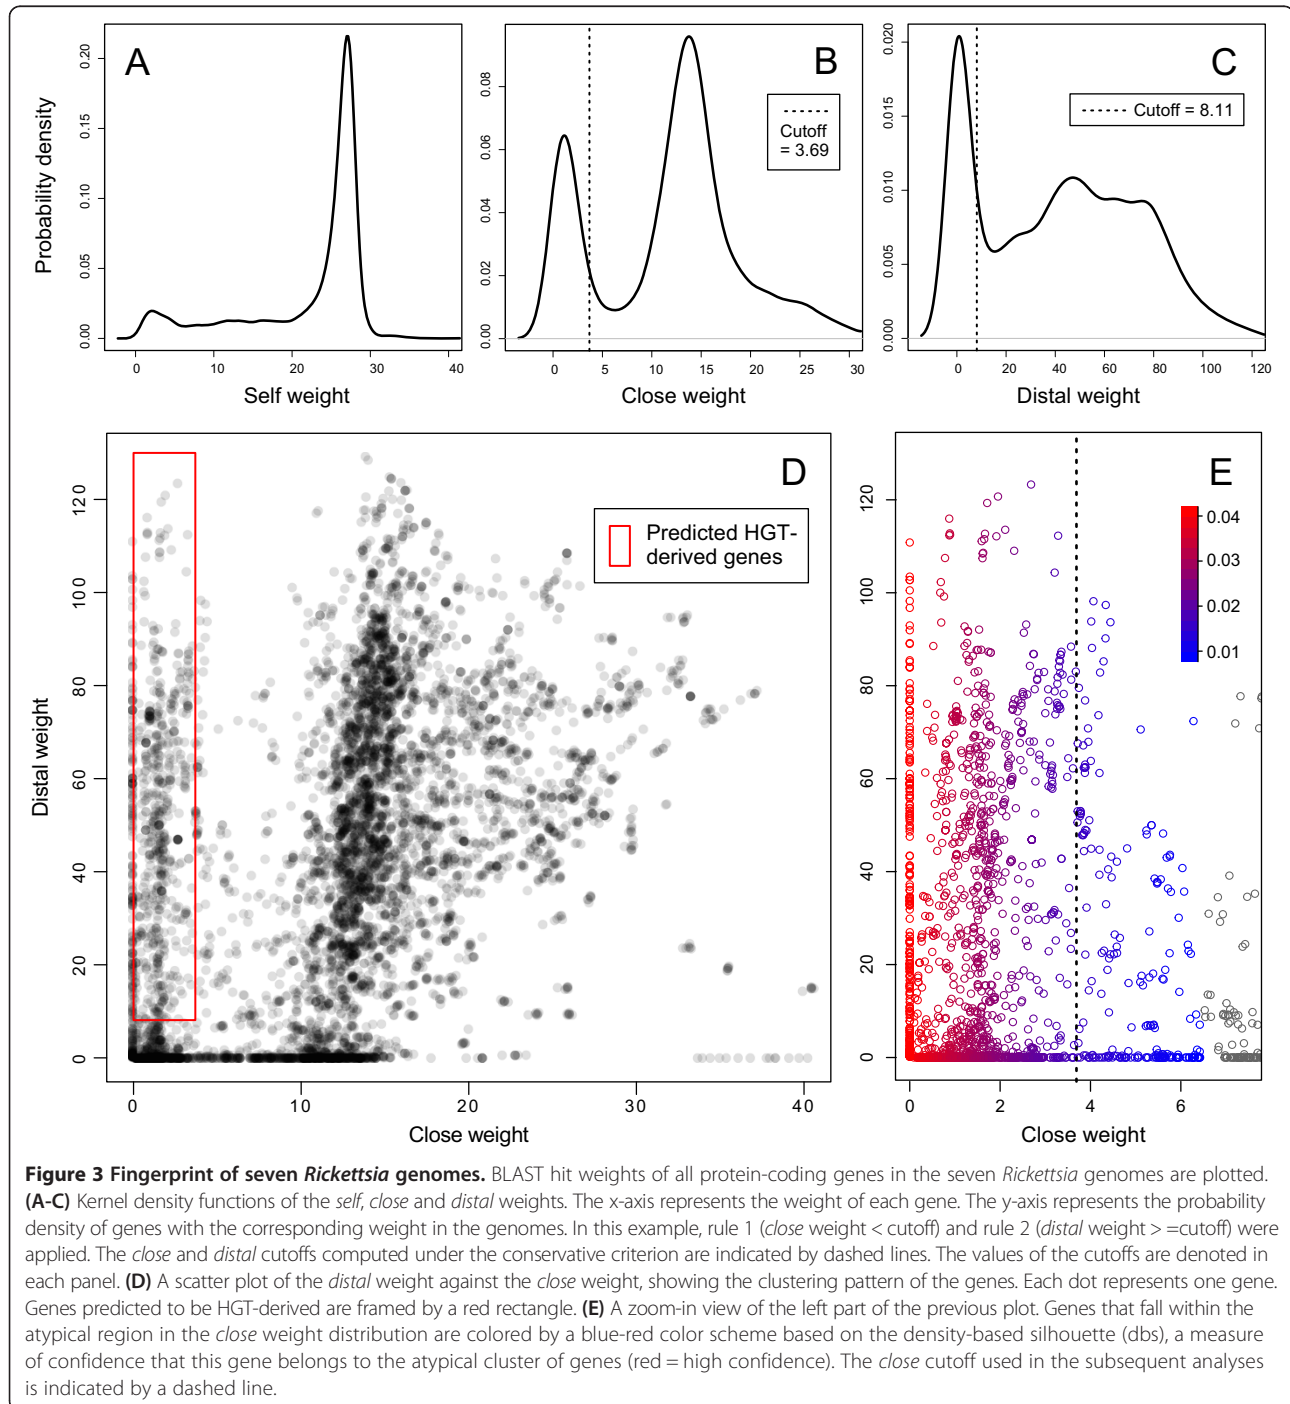 A
B
C
Probability density
0.00
0.05
0.10
0.15
0.20
0
10
20
30
40
Self weight
0.00
0.02
0.04
0.06
0.08
Cutoff
= 3.69
0
5
10
15
20
25
30
Close weight
0.000
0.005
0.010
0.015
0.020
Cutoff = 8.11
0
20
40
60
80
100
120
Distal weight
D
Predicted HGT-
derived genes
Distal weight
0
20
40
60
80
100
120
0
10
20
30
40
Close weight
E
0.04
0.03
0.02
0.01
0
20
40
60
80
100
120
0
2
4
6
Close weight
Figure 3 Fingerprint of seven Rickettsia genomes. BLAST hit weights of all protein-coding genes in the seven Rickettsia genomes are plotted.
(A-C) Kernel density functions of the self, close and distal weights. The x-axis represents the weight of each gene. The y-axis represents the probability
density of genes with the corresponding weight in the genomes. In this example, rule 1 (close weight < cutoff) and rule 2 (distal weight > =cutoff) were
applied. The close and distal cutoffs computed under the conservative criterion are indicated by dashed lines. The values of the cutoffs are denoted in
each panel. (D) A scatter plot of the distal weight against the close weight, showing the clustering pattern of the genes. Each dot represents one gene.
Genes predicted to be HGT-derived are framed by a red rectangle. (E) A zoom-in view of the left part of the previous plot. Genes that fall within the
atypical region in the close weight distribution are colored by a blue-red color scheme based on the density-based silhouette (dbs), a measure
of confidence that this gene belongs to the atypical cluster of genes (red = high confidence). The close cutoff used in the subsequent analyses
is indicated by a dashed line.